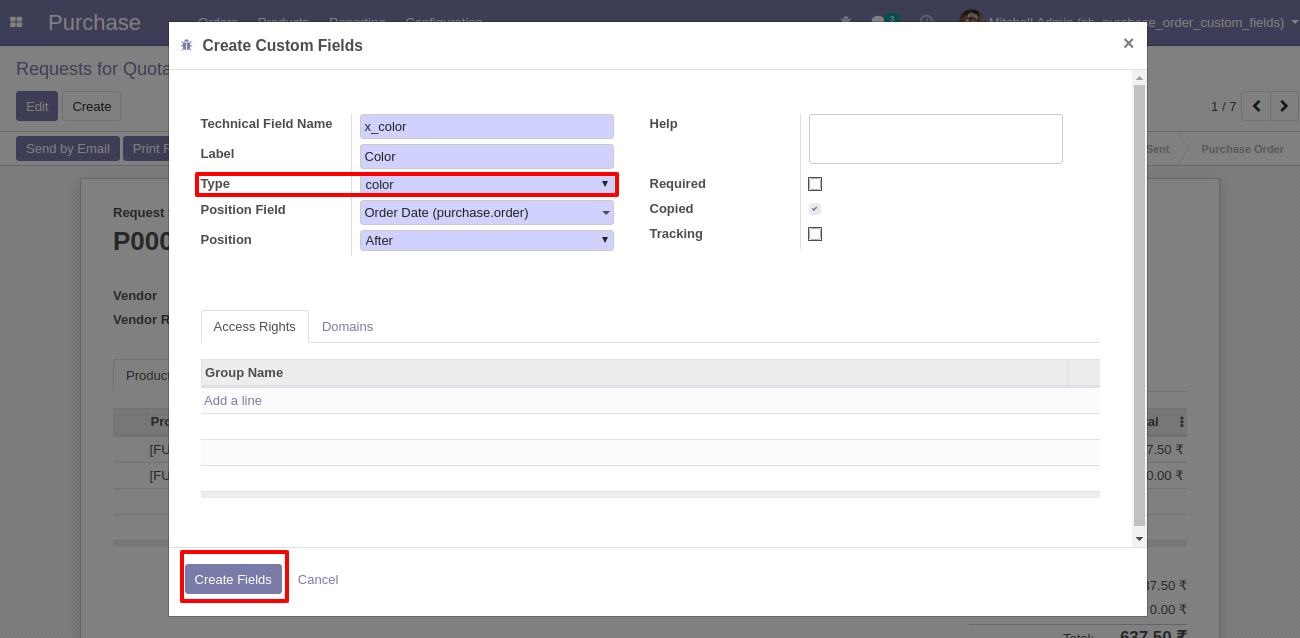 Purchase Orders Products Reporting Configuration 3 Mitchell Admin (sh_purchase_order_custom_fields)
Create Custom Fields ×
Requests for Quota
Edit Create 1 / 7
Send by Email Print Sent Purchase Order
Technical Field Name x_color Help
Label Color
Type color Required
Position Field Order Date (purchase.order) Copied
Position After Tracking
Request
P000
Vendor
Vendor R
Access Rights Domains
Product
Group Name
Add a line
Pro
[FU 7.50 ₹
[FU 0.00 ₹
Create Fields Cancel
37.50 ₹
0.00 ₹
Total: 637.50 ₹